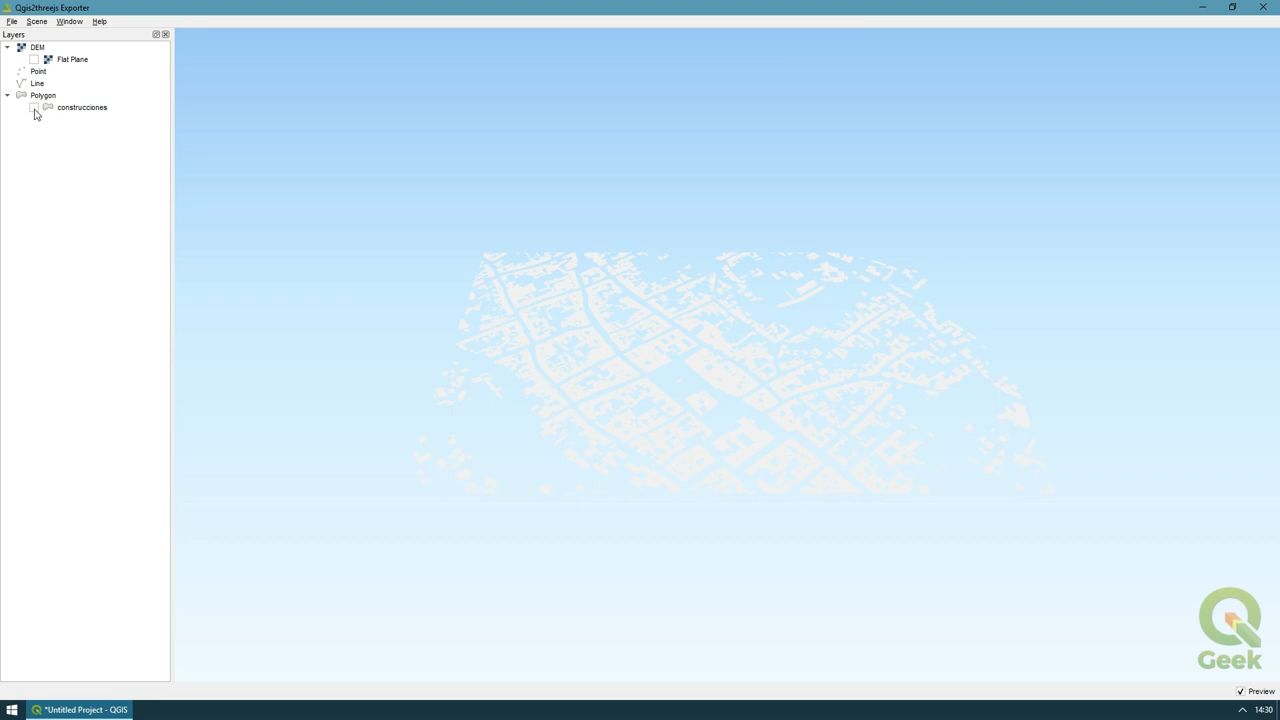 Qgis2threejs Exporter
File Scene Window Help
Layers
DEM
Flat Plane
Point
Line
Polygon
construcciones
Geek
Preview
*Untitled Project - QGIS
14:30